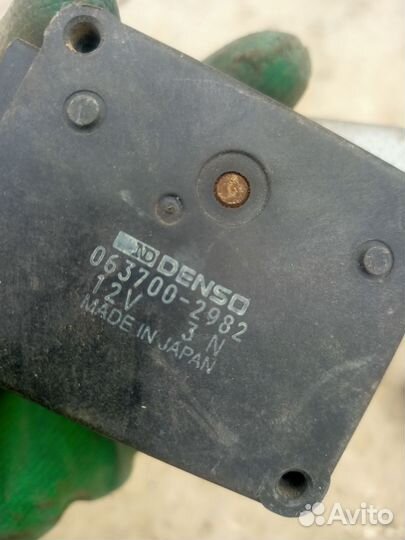 ND DENSO
063700-2982
12V 3 N
MADE IN JAPAN
Avito